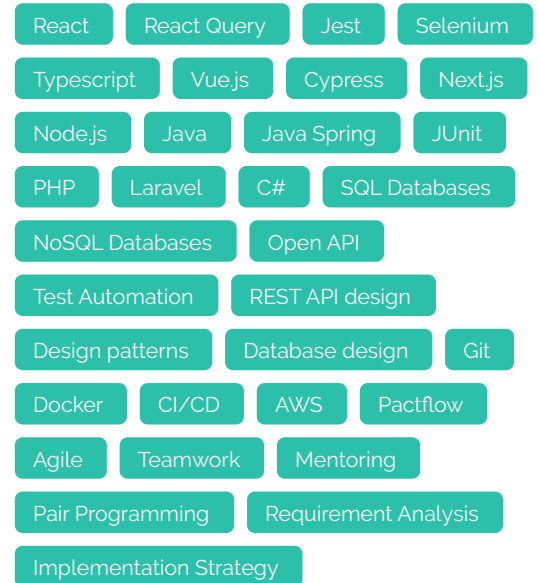 React React Query Jest Selenium
Typescript Vue.js Cypress Next.js
Node.js Java Java Spring JUnit
PHP Laravel C# SQL Databases
NoSQL Databases Open API
Test Automation REST API design
Design patterns Database design Git
Docker CI/CD AWS Pactflow
Agile Teamwork Mentoring
Pair Programming Requirement Analysis
Implementation Strategy